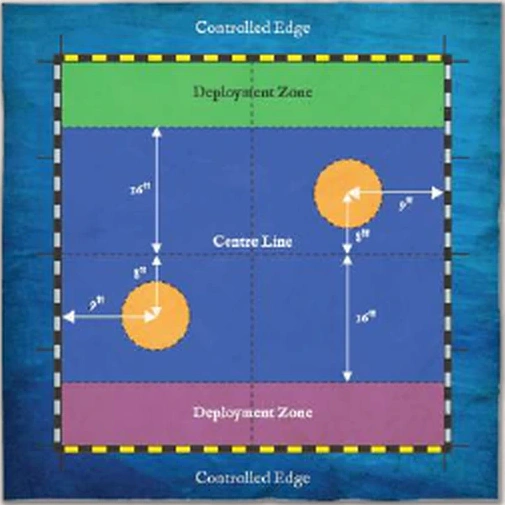 Controlled Edge
Deployment Zone
16"
9"
8"
Centre Line
8"
9"
16"
Deployment Zone
Controlled Edge